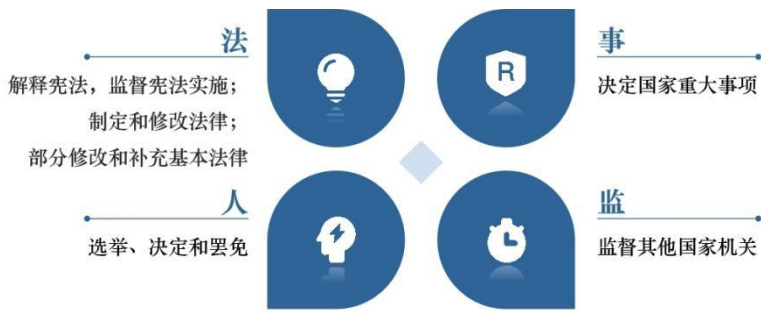 法
解释宪法，监督宪法实施；
制定和修改法律；
部分修改和补充基本法律
事
R
决定国家重大事项
人
选举、决定和罢免
监
监督其他国家机关